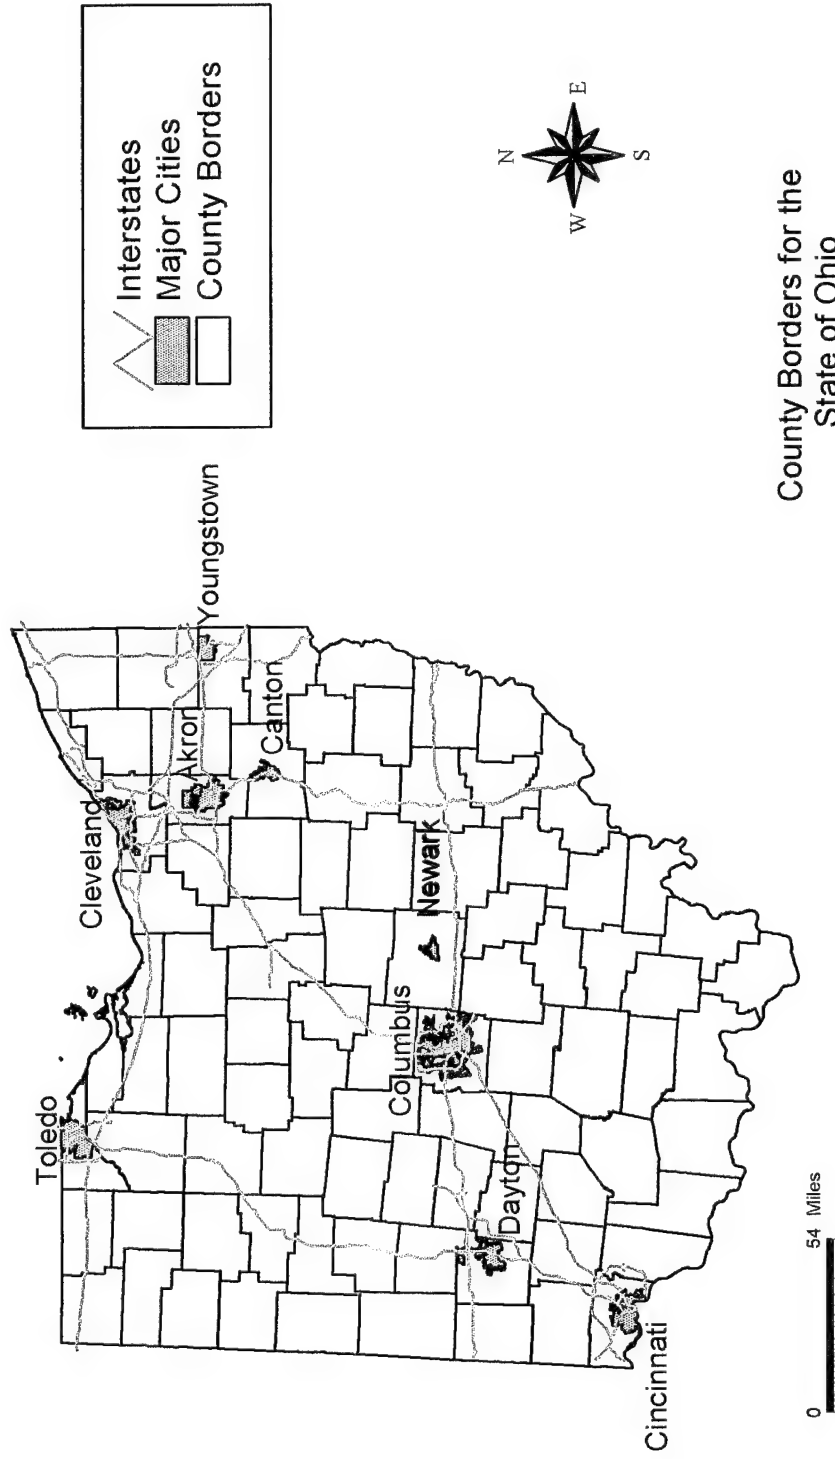 Interstates
Major Cities
County Borders
N
E
S
W
Youngstown
Akron
Canton
Cleveland
Newark
Columbus
Toledo
Dayton
Cincinnati
County Borders for the
State of Ohio
0 54 Miles